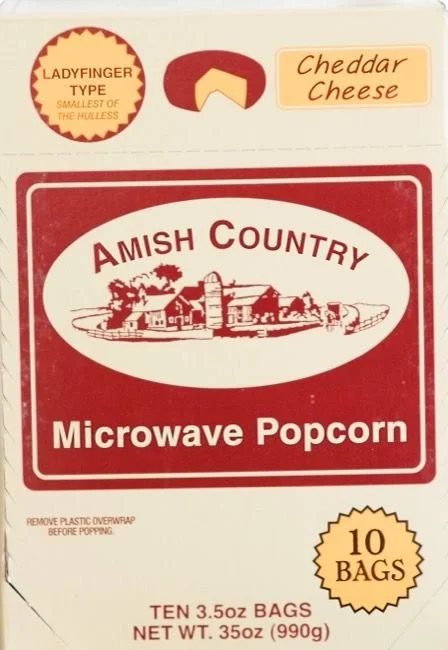 LADYFINGER
TYPE
SMALLEST OF
THE HULLESS
Cheddar
Cheese
AMISH COUNTRY
Microwave Popcorn
REMOVE PLASTIC OVERWRAP
BEFORE POPPING.
10
BAGS
TEN 3.5oz BAGS
NET WT. 35oz (990g)